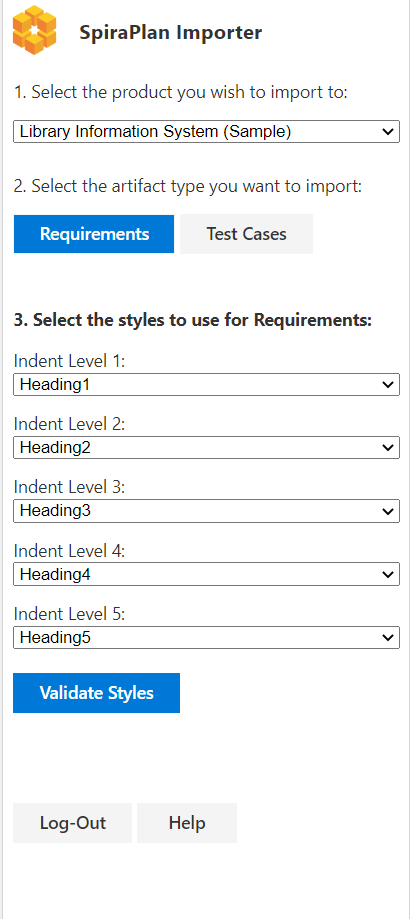 SpiraPlan Importer
1. Select the product you wish to import to:
Library Information System (Sample)
2. Select the artifact type you want to import:
Requirements Test Cases
3. Select the styles to use for Requirements:
Indent Level 1:
Heading1
Indent Level 2:
Heading2
Indent Level 3:
Heading3
Indent Level 4:
Heading4
Indent Level 5:
Heading5
Validate Styles
Log-Out Help